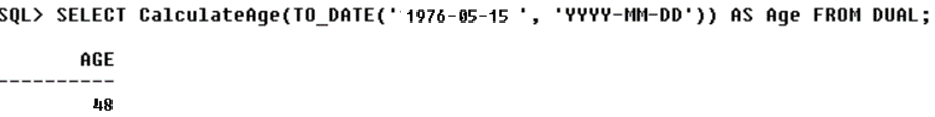 SQL> SELECT CalculateAge(TO_DATE('1976-05-15 ', 'YYYY-MM-DD')) AS Age FROM DUAL;
AGE
----------
48